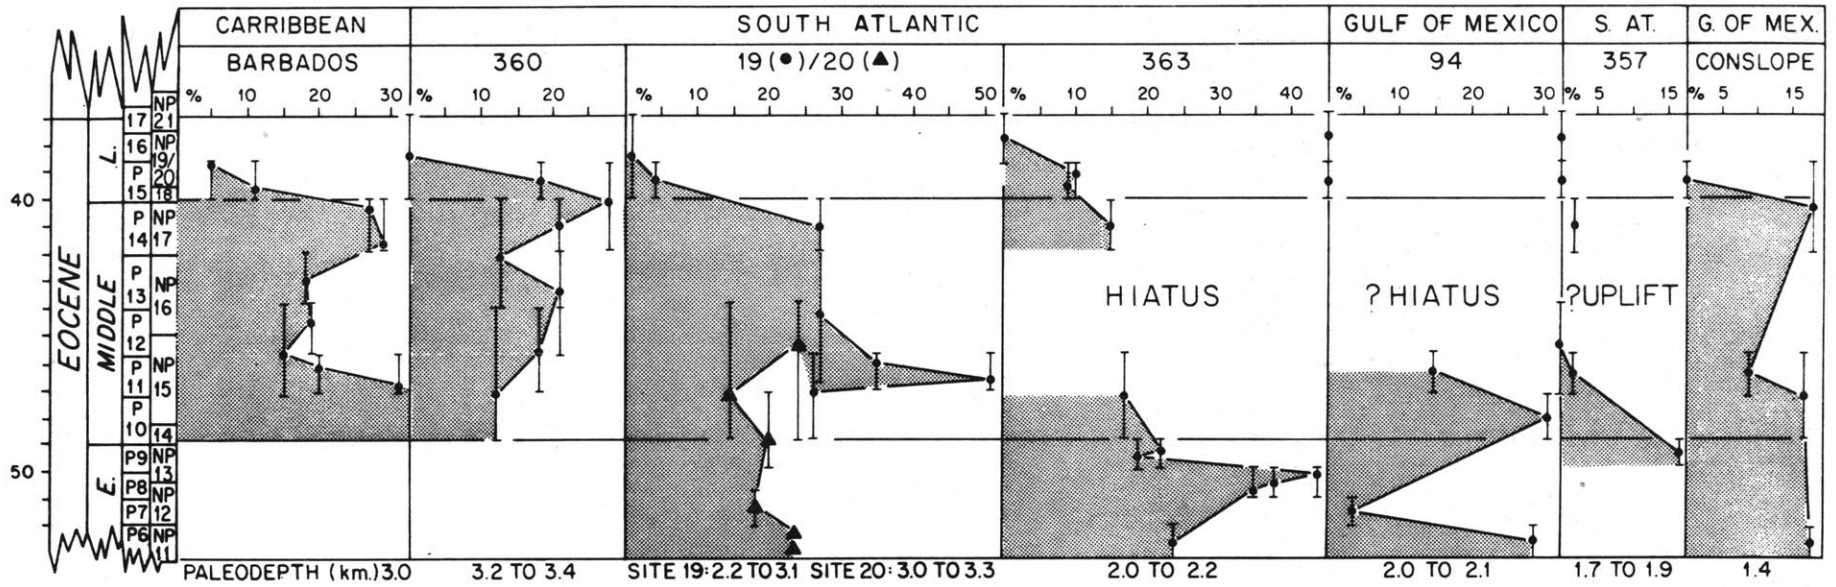 CARRIBBEAN SOUTH ATLANTIC GULF OF MEXICO S. AT. G. OF MEX.
BARBADOS 360 19 (●)/20 (▲) 363 94 357 CONSLOPE
% 10 20 30 % 10 20 % 10 20 30 40 50 % 10 20 30 40 % 10 20 30 % 5 15 % 5 15
17 NP 21
16 NP 19/20
P 15 18
40
P 14 NP 17
P 13 NP 16
P 12
P 11 NP 15
P 10 14
P9 NP 13
50
P8 NP
P7 12
P6 NP 11
EOCENE
L.
MIDDLE
E.
HIATUS ?HIATUS ?UPLIFT
PALEODEPTH (km.) 3.0 3.2 TO 3.4 SITE 19: 2.2 TO 3.1 SITE 20: 3.0 TO 3.3 2.0 TO 2.2 2.0 TO 2.1 1.7 TO 1.9 1.4